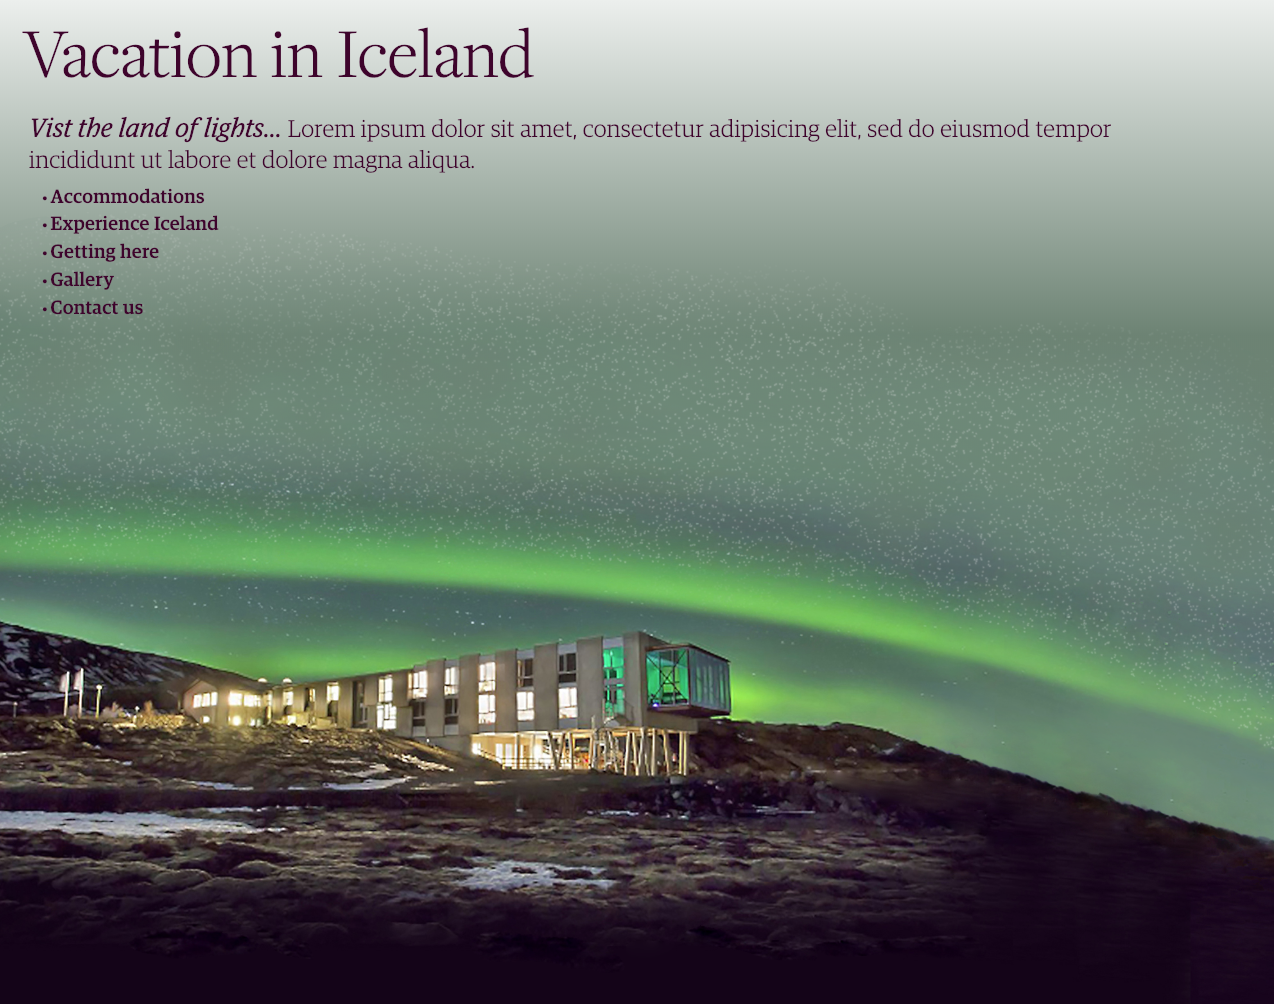 Vacation in Iceland
Vist the land of lights... Lorem ipsum dolor sit amet, consectetur adipisicing elit, sed do eiusmod tempor
incididunt ut labore et dolore magna aliqua.
• Accommodations
• Experience Iceland
• Getting here
• Gallery
• Contact us